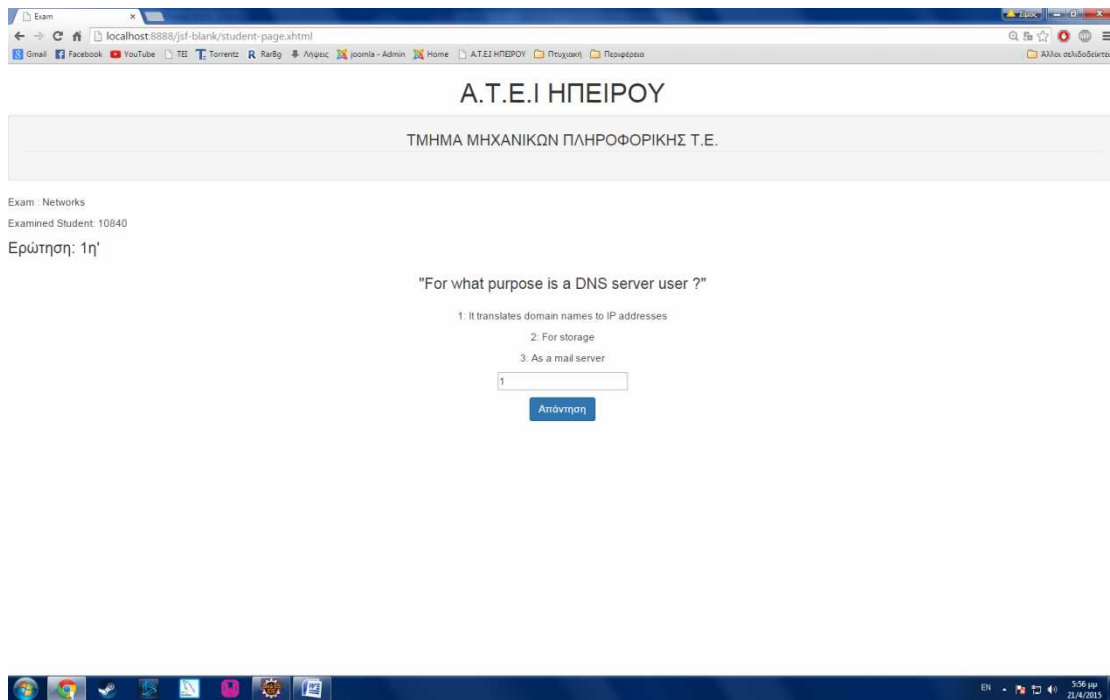 Exam
Σίμος
localhost:8888/jsf-blank/student-page.xhtml
Gmail Facebook YouTube TEI Torrentz RarBg Λήψεις joomla - Admin Home Α.Τ.Ε.Ι ΗΠΕΙΡΟΥ Πτυχιακή Περιφέρεια Άλλοι σελιδοδείκτες
Α.Τ.Ε.Ι ΗΠΕΙΡΟΥ
ΤΜΗΜΑ ΜΗΧΑΝΙΚΩΝ ΠΛΗΡΟΦΟΡΙΚΗΣ Τ.Ε.
Exam : Networks
Examined Student: 10840
Ερώτηση: 1η'
"For what purpose is a DNS server user ?"
1: It translates domain names to IP addresses
2: For storage
3: As a mail server
1
Απάντηση
EN
5:56 μμ
21/4/2015